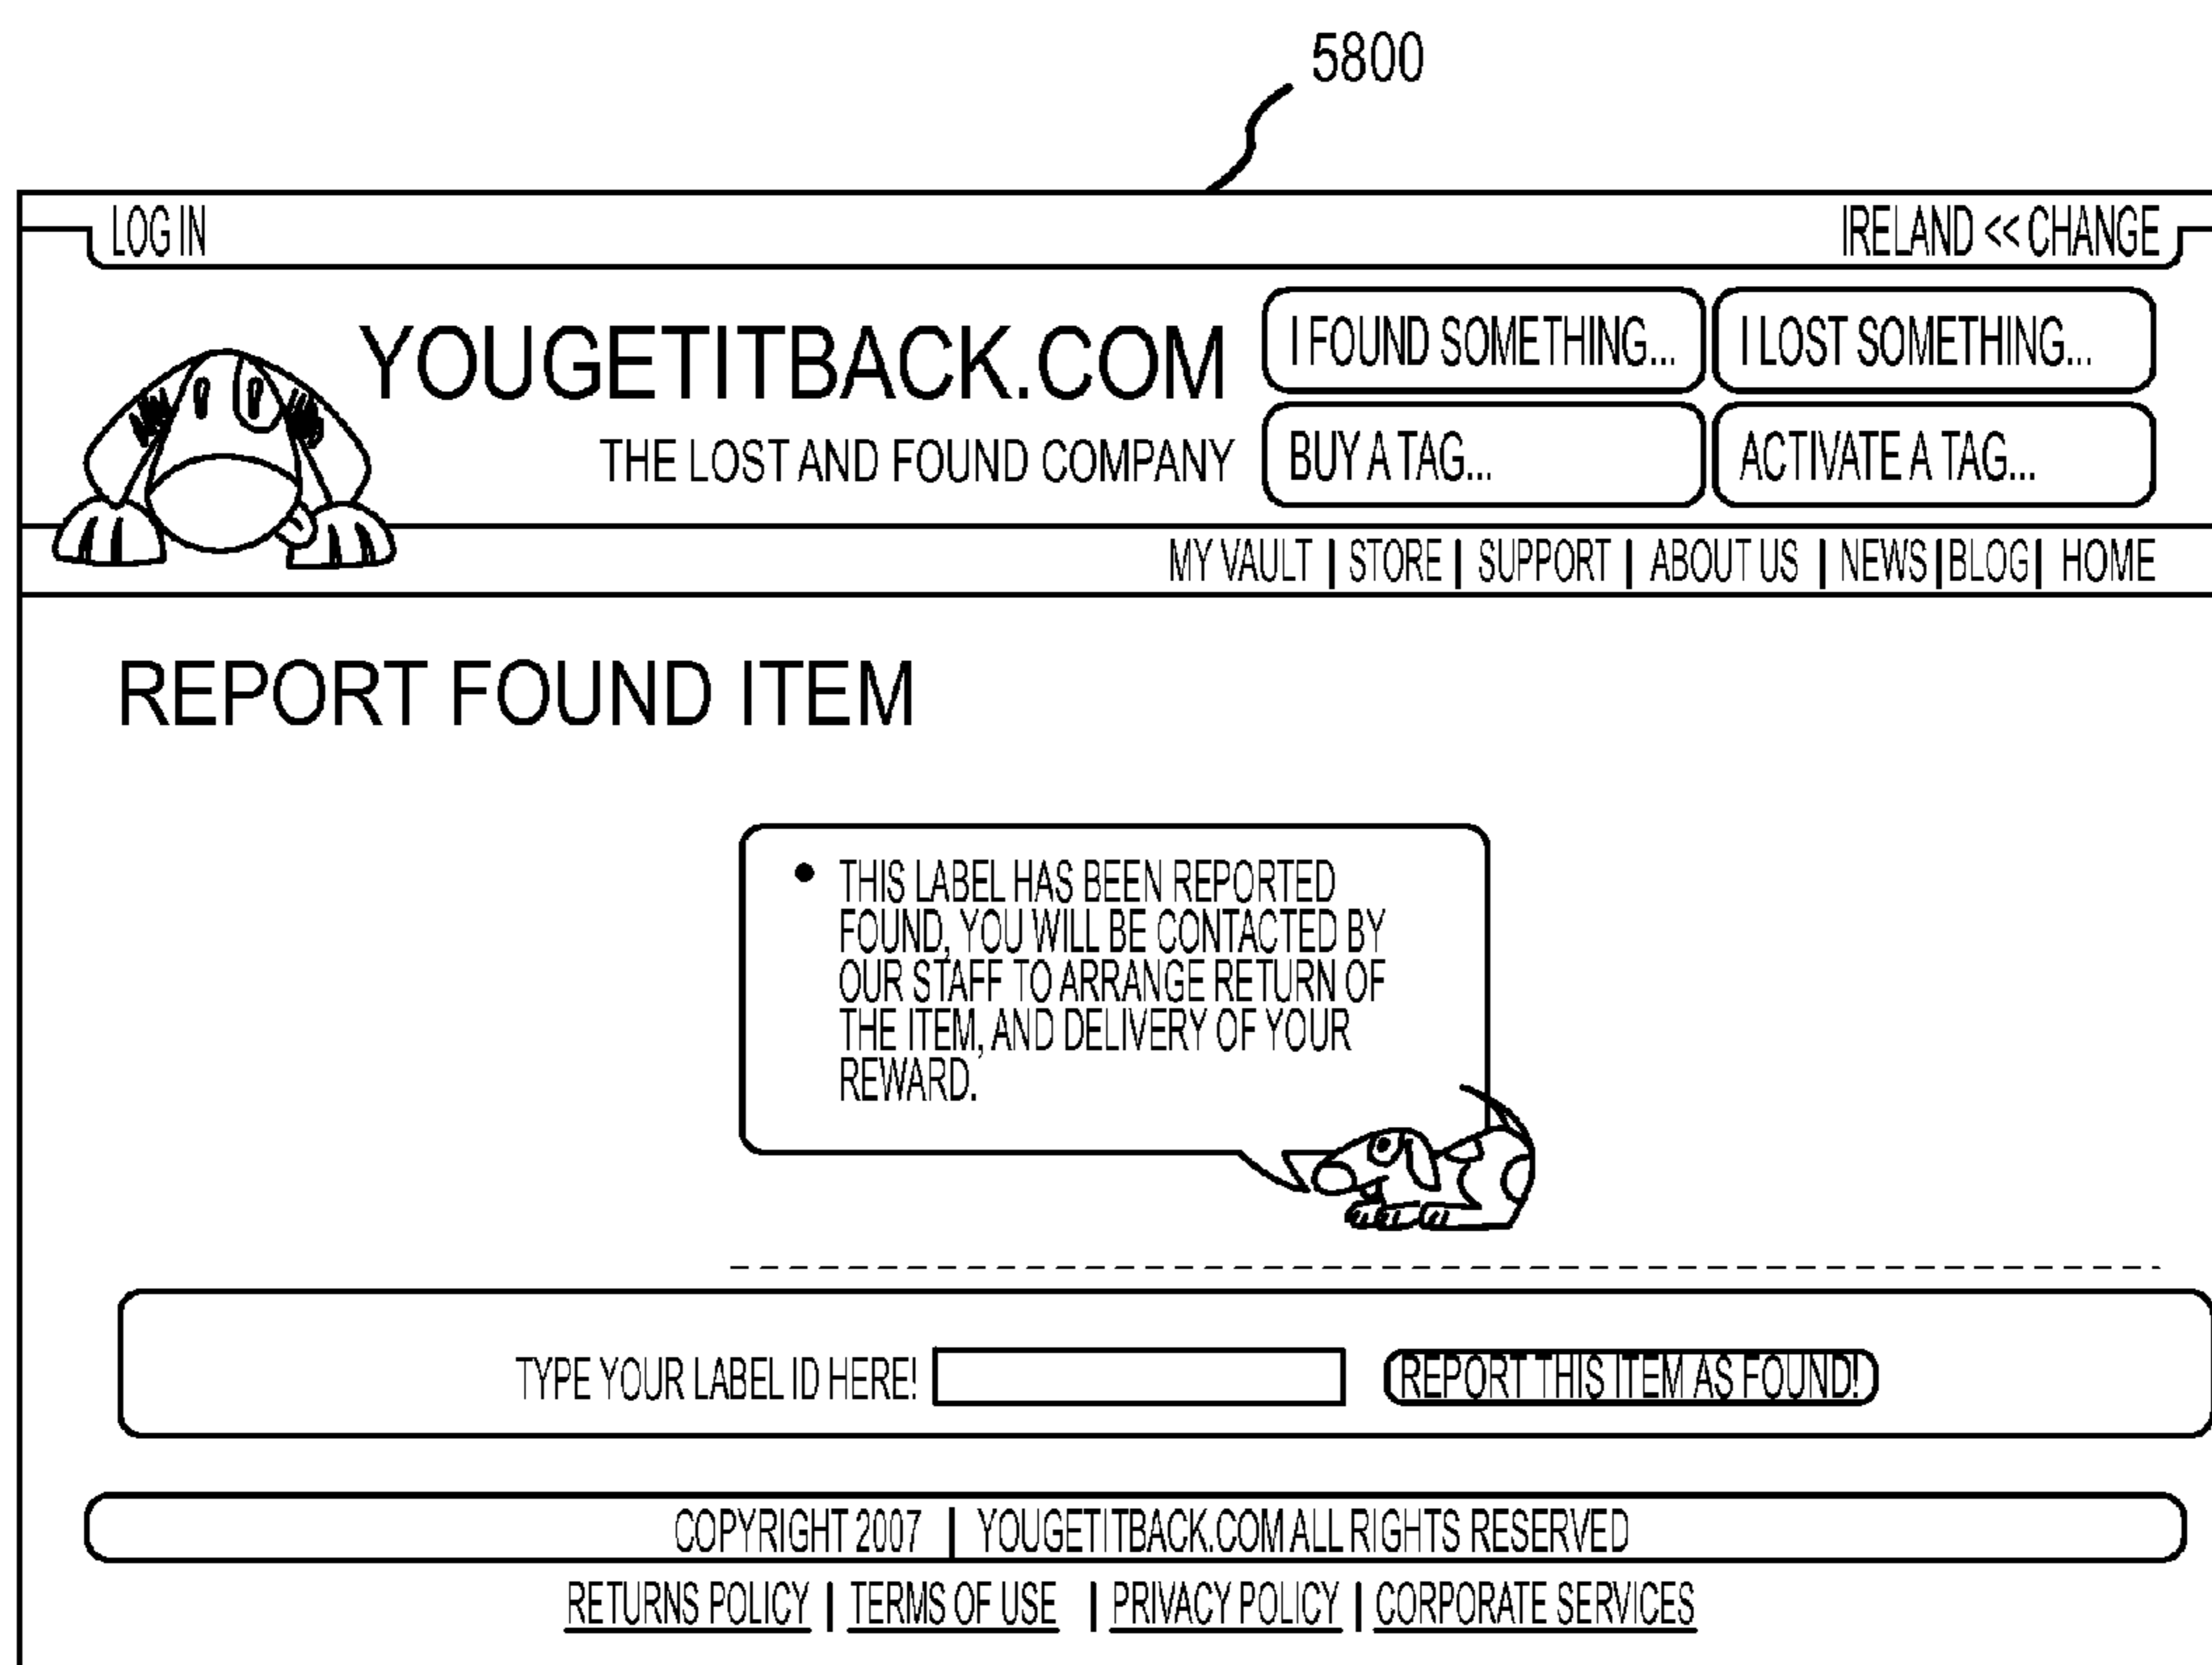 5800
LOG IN
IRELAND << CHANGE
YOUGETITBACK.COM
THE LOST AND FOUND COMPANY
I FOUND SOMETHING...
I LOST SOMETHING...
BUY A TAG...
ACTIVATE A TAG...
MY VAULT | STORE | SUPPORT | ABOUT US | NEWS | BLOG | HOME
REPORT FOUND ITEM
• THIS LABEL HAS BEEN REPORTED
FOUND, YOU WILL BE CONTACTED BY
OUR STAFF TO ARRANGE RETURN OF
THE ITEM, AND DELIVERY OF YOUR
REWARD.
TYPE YOUR LABEL ID HERE!
REPORT THIS ITEM AS FOUND!
COPYRIGHT 2007 | YOUGETITBACK.COM ALL RIGHTS RESERVED
RETURNS POLICY | TERMS OF USE | PRIVACY POLICY | CORPORATE SERVICES